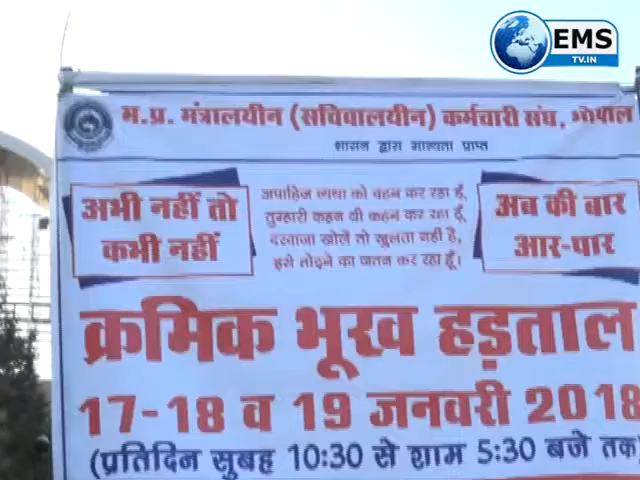 EMS
TV.IN
म.प्र. मंत्रालयीन (सचिवालयीन) कर्मचारी संघ, भोपाल
शासन द्वारा मान्यता प्राप्त
अभी नहीं तो
कभी नहीं
अपाहिज व्यथा को वहन कर रहा हूँ,
तुम्हारी कहन थी कहन कर रहा हूँ,
दरवाजा खोलें तो खुलता नहीं है,
इसे तोड़ने का जतन कर रहा हूँ।
अब की बार
आर-पार
क्रमिक भूख हड़ताल
17-18 व 19 जनवरी 2018
(प्रतिदिन सुबह 10:30 से शाम 5:30 बजे तक)